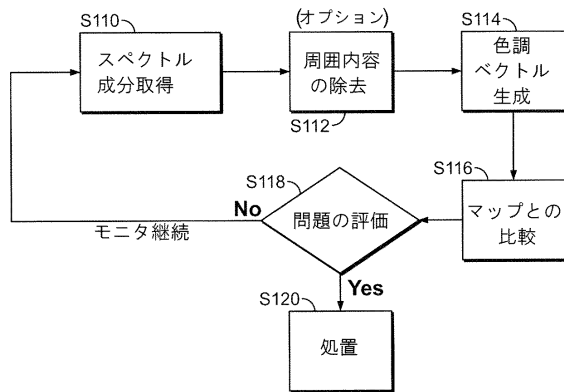 S110
スペクトル
成分取得
(オプション)
周囲内容
の除去
S112
S114
色調
ベクトル
生成
S116
マップとの
比較
S118
問題の評価
No
モニタ継続
Yes
S120
処置